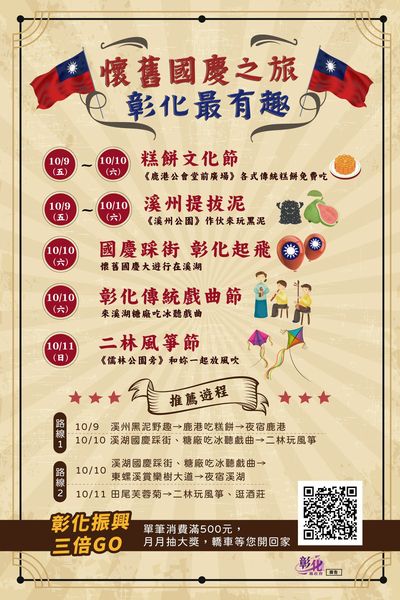 懷舊國慶之旅
彰化最有趣
10/9
(五)
~
10/10
(六)
糕餅文化節
《鹿港公會堂前廣場》各式傳統糕餅免費吃
10/9
(五)
~
10/10
(六)
溪州提拔泥
《溪州公園》作伙來玩黑泥
10/10
(六)
國慶踩街 彰化起飛
懷舊國慶大遊行在溪湖
10/10
(六)
彰化傳統戲曲節
來溪湖糖廠吃冰聽戲曲
10/11
(日)
二林風箏節
《儒林公園旁》和妳一起放風吹
推薦遊程
路線1
10/9 溪州黑泥野趣→鹿港吃糕餅→夜宿鹿港
10/10 溪湖國慶踩街、糖廠吃冰聽戲曲→二林玩風箏
路線2
10/10 溪湖國慶踩街、糖廠吃冰聽戲曲→
東螺溪賞欒樹大道→夜宿溪湖
10/11 田尾芙蓉菊→二林玩風箏、逛酒莊
彰化振興
三倍GO
單筆消費滿500元，
月月抽大獎，轎車等您開回家
彰化
縣政府
廣告